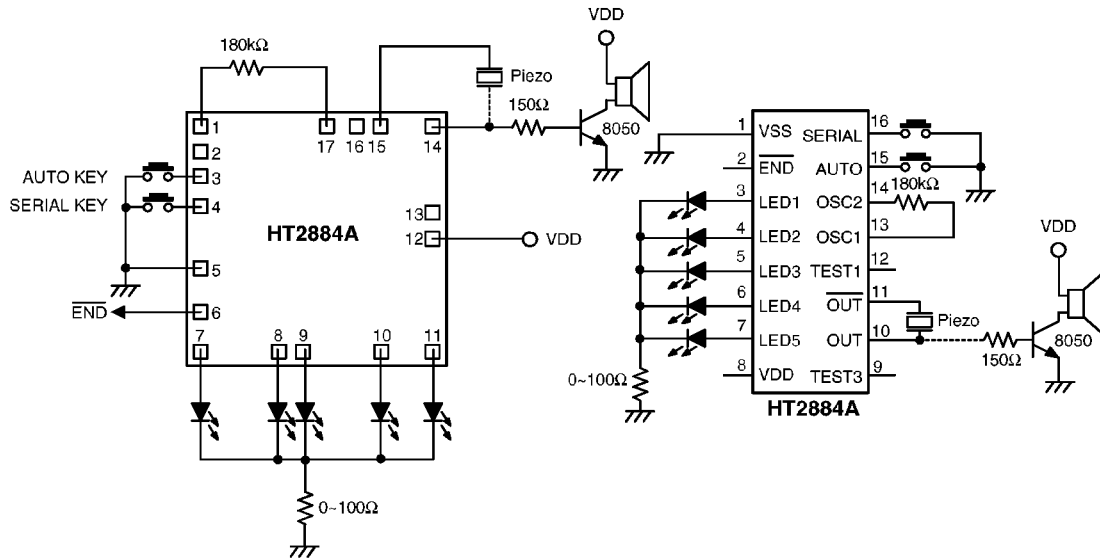 VDD
180kΩ
Piezo
150Ω
8050
1
17
16
15
14
2
AUTO KEY
3
SERIAL KEY
4
13
HT2884A
12
VDD
5
END
6
7
8
9
10
11
0~100Ω
1
VSS
SERIAL
16
2
END
AUTO
15
3
LED1
OSC2
14
180kΩ
4
LED2
OSC1
13
5
LED3
TEST1
12
6
LED4
OUT
11
7
LED5
OUT
10
8
VDD
TEST3
9
VDD
Piezo
150Ω
8050
0~100Ω
HT2884A